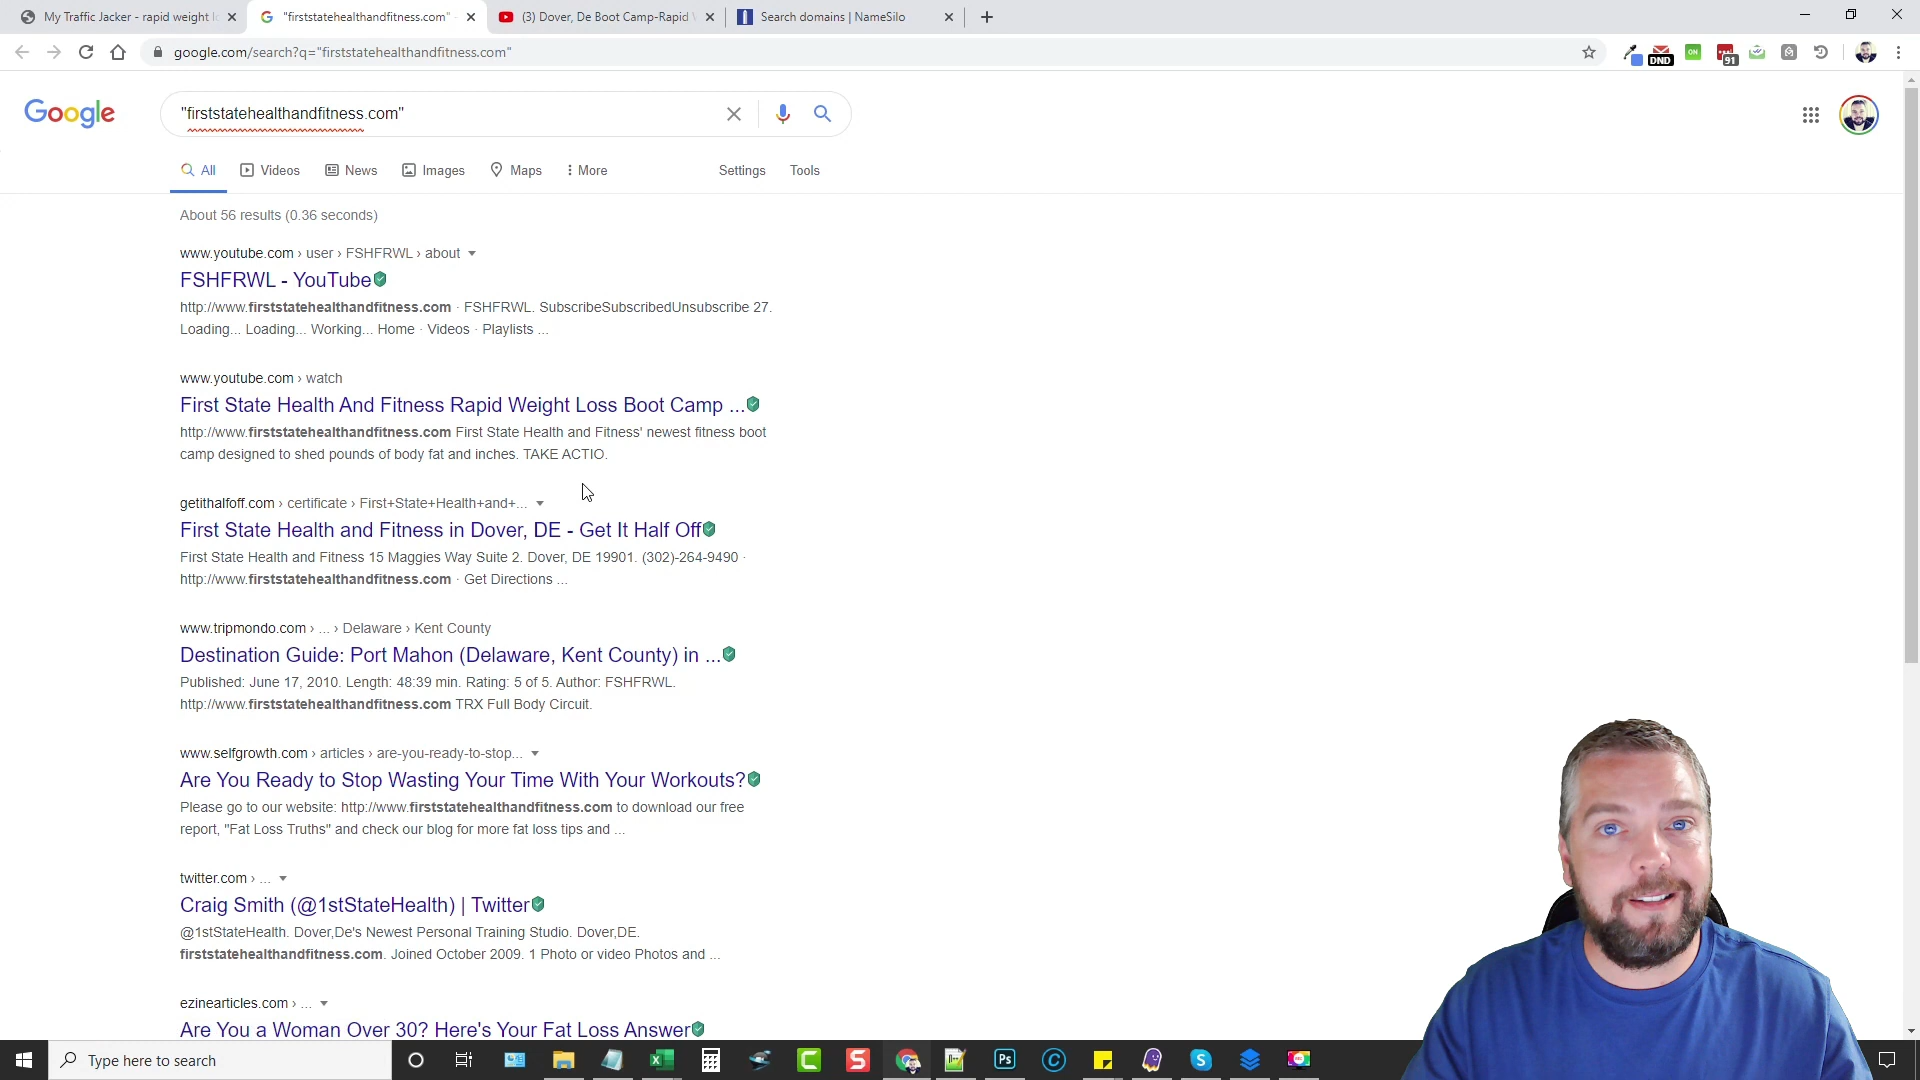 My Traffic Jacker - rapid weight l
"firststatehealthandfitness.com" -
(3) Dover, De Boot Camp-Rapid W
Search domains | NameSilo
google.com/search?q="firststatehealthandfitness.com"
DND
ON
91
Google
"firststatehealthandfitness.com"
All
Videos
News
Images
Maps
More
Settings
Tools
About 56 results (0.36 seconds)
www.youtube.com › user › FSHFRWL › about
FSHFRWL - YouTube
http://www.firststatehealthandfitness.com · FSHFRWL. SubscribeSubscribedUnsubscribe 27.
Loading... Loading... Working... Home · Videos · Playlists ...
www.youtube.com › watch
First State Health And Fitness Rapid Weight Loss Boot Camp ...
http://www.firststatehealthandfitness.com First State Health and Fitness' newest fitness boot
camp designed to shed pounds of body fat and inches. TAKE ACTIO.
getithalfoff.com › certificate › First+State+Health+and+...
First State Health and Fitness in Dover, DE - Get It Half Off
First State Health and Fitness 15 Maggies Way Suite 2. Dover, DE 19901. (302)-264-9490 ·
http://www.firststatehealthandfitness.com · Get Directions ...
www.tripmondo.com › ... › Delaware › Kent County
Destination Guide: Port Mahon (Delaware, Kent County) in ...
Published: June 17, 2010. Length: 48:39 min. Rating: 5 of 5. Author: FSHFRWL.
http://www.firststatehealthandfitness.com TRX Full Body Circuit.
www.selfgrowth.com › articles › are-you-ready-to-stop...
Are You Ready to Stop Wasting Your Time With Your Workouts?
Please go to our website: http://www.firststatehealthandfitness.com to download our free
report, "Fat Loss Truths" and check our blog for more fat loss tips and ...
twitter.com › ...
Craig Smith (@1stStateHealth) | Twitter
@1stStateHealth. Dover,De's Newest Personal Training Studio. Dover,DE.
firststatehealthandfitness.com. Joined October 2009. 1 Photo or video Photos and ...
ezinearticles.com › ...
Are You a Woman Over 30? Here's Your Fat Loss Answer
Type here to search
Ps